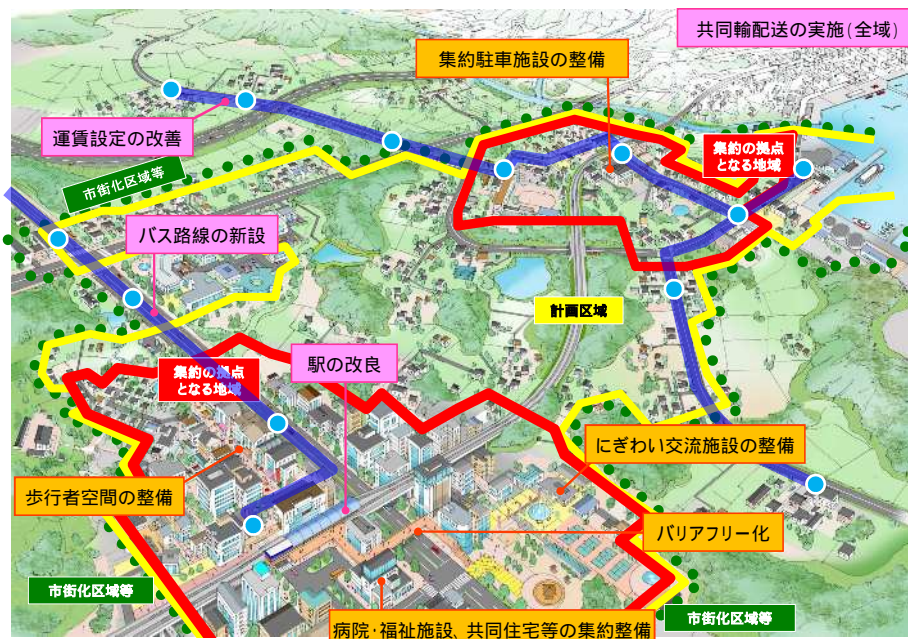 共同輸配送の実施(全域)
集約駐車施設の整備
運賃設定の改善
集約の拠点
となる地域
市街化区域等
バス路線の新設
計画区域
駅の改良
集約の拠点
となる地域
にぎわい交流施設の整備
歩行者空間の整備
バリアフリー化
市街化区域等
病院・福祉施設、共同住宅等の集約整備
市街化区域等